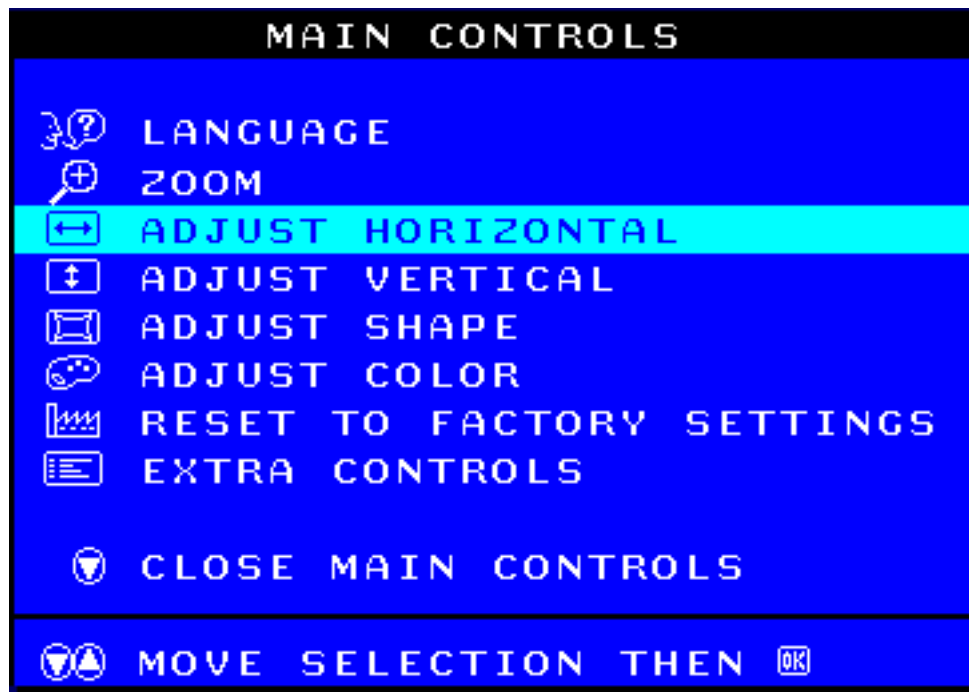 MAIN CONTROLS
LANGUAGE
ZOOM
ADJUST HORIZONTAL
ADJUST VERTICAL
ADJUST SHAPE
ADJUST COLOR
RESET TO FACTORY SETTINGS
EXTRA CONTROLS
CLOSE MAIN CONTROLS
MOVE SELECTION THEN OK